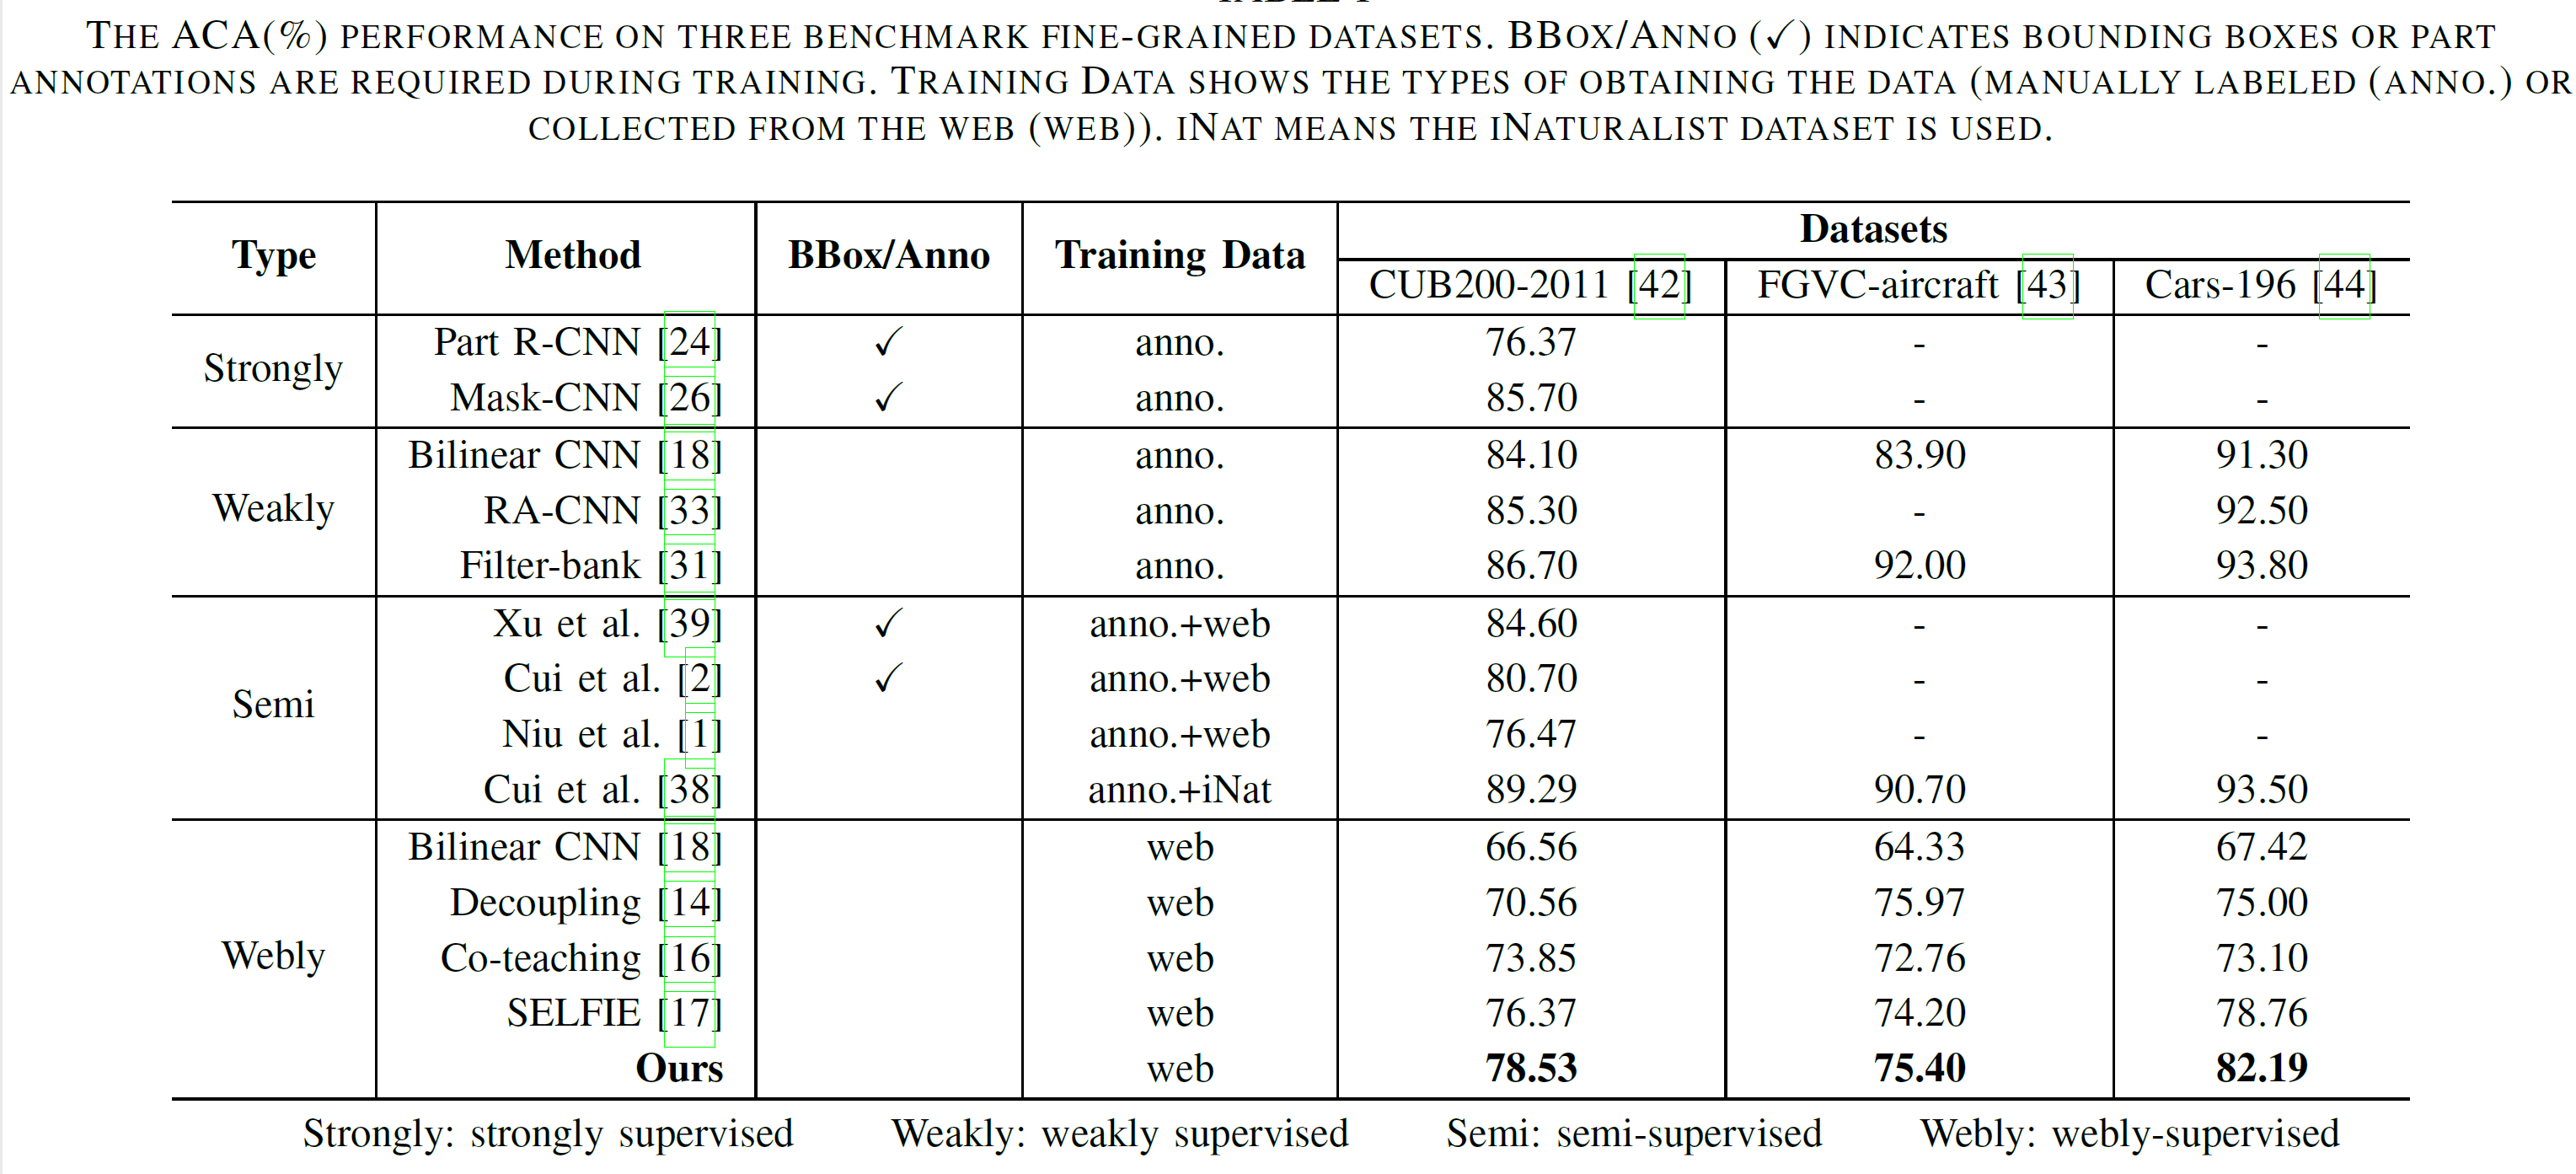 THE ACA(%) PERFORMANCE ON THREE BENCHMARK FINE-GRAINED DATASETS. BBOX/ANNO (✓) INDICATES BOUNDING BOXES OR PART
ANNOTATIONS ARE REQUIRED DURING TRAINING. TRAINING DATA SHOWS THE TYPES OF OBTAINING THE DATA (MANUALLY LABELED (ANNO.) OR
COLLECTED FROM THE WEB (WEB)). INAT MEANS THE INATURALIST DATASET IS USED.
Type Method BBox/Anno Training Data Datasets
CUB200-2011 [42] FGVC-aircraft [43] Cars-196 [44]
Strongly
Part R-CNN [24] ✓ anno. 76.37 - -
Mask-CNN [26] ✓ anno. 85.70 - -
Weakly
Bilinear CNN [18] anno. 84.10 83.90 91.30
RA-CNN [33] anno. 85.30 - 92.50
Filter-bank [31] anno. 86.70 92.00 93.80
Semi
Xu et al. [39] ✓ anno.+web 84.60 - -
Cui et al. [2] ✓ anno.+web 80.70 - -
Niu et al. [1] anno.+web 76.47 - -
Cui et al. [38] anno.+iNat 89.29 90.70 93.50
Webly
Bilinear CNN [18] web 66.56 64.33 67.42
Decoupling [14] web 70.56 75.97 75.00
Co-teaching [16] web 73.85 72.76 73.10
SELFIE [17] web 76.37 74.20 78.76
Ours web 78.53 75.40 82.19
Strongly: strongly supervised Weakly: weakly supervised Semi: semi-supervised Webly: webly-supervised